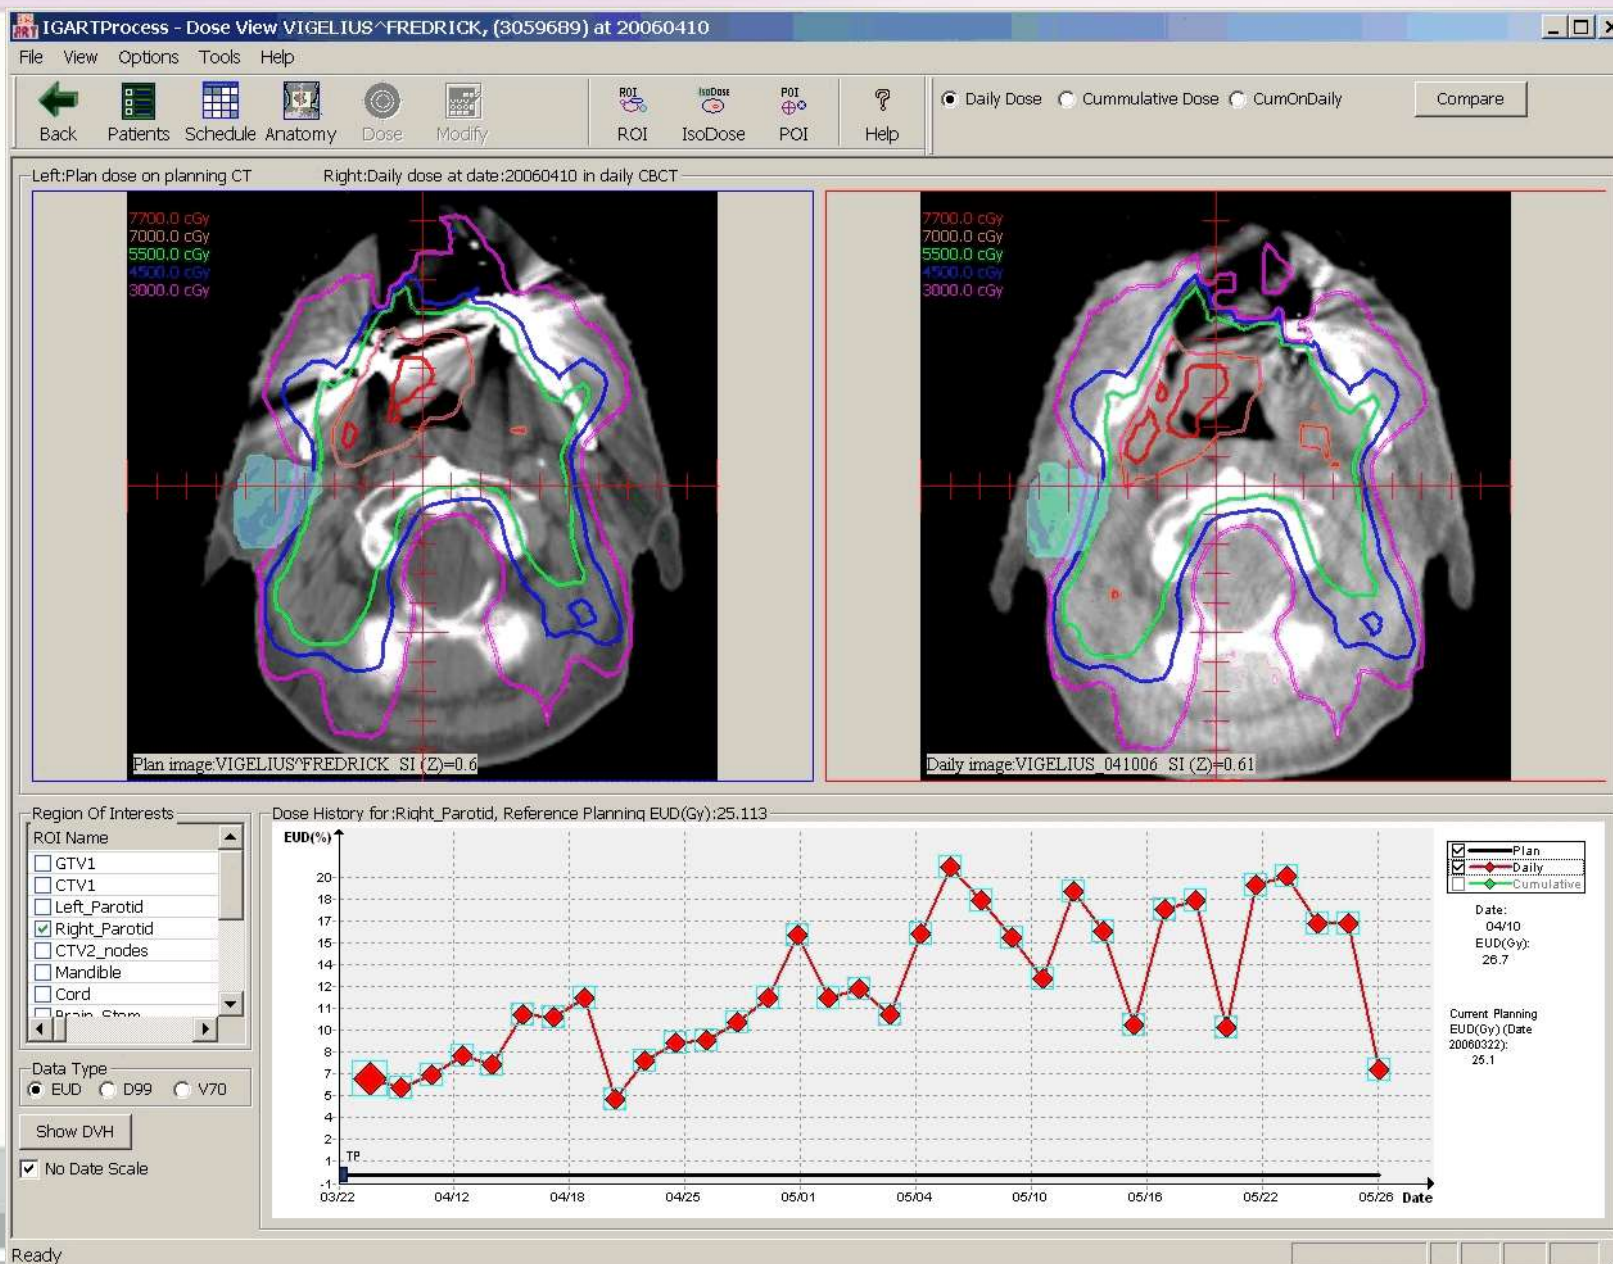 IGARTProcess - Dose View VIGELIUS^FREDRICK, (3059689) at 20060410
File View Options Tools Help
Back Patients Schedule Anatomy Dose Modify ROI IsoDose POI Help
ROI IsoDose POI
Daily Dose Cummulative Dose CumOnDaily Compare
Left:Plan dose on planning CT Right:Daily dose at date:20060410 in daily CBCT
7700.0 cGy
7000.0 cGy
5500.0 cGy
4500.0 cGy
3000.0 cGy
Plan image:VIGELIUS^FREDRICK SI (Z)=0.6
7700.0 cGy
7000.0 cGy
5500.0 cGy
4500.0 cGy
3000.0 cGy
Daily image:VIGELIUS_041006 SI (Z)=0.61
Region Of Interests
ROI Name
GTV1
CTV1
Left_Parotid
Right_Parotid
CTV2_nodes
Mandible
Cord
Brain_Stem
Data Type
EUD D99 V70
Show DVH
No Date Scale
Dose History for:Right_Parotid, Reference Planning EUD(Gy):25.113
EUD(%)
20
18
17
15
14
12
11
10
8
7
5
4
2
1
-1
TP
03/22 04/12 04/18 04/25 05/01 05/04 05/10 05/16 05/22 05/26 Date
Plan
Daily
Cumulative
Date:
04/10
EUD(Gy):
26.7
Current Planning
EUD(Gy)(Date
20060322):
25.1
Ready